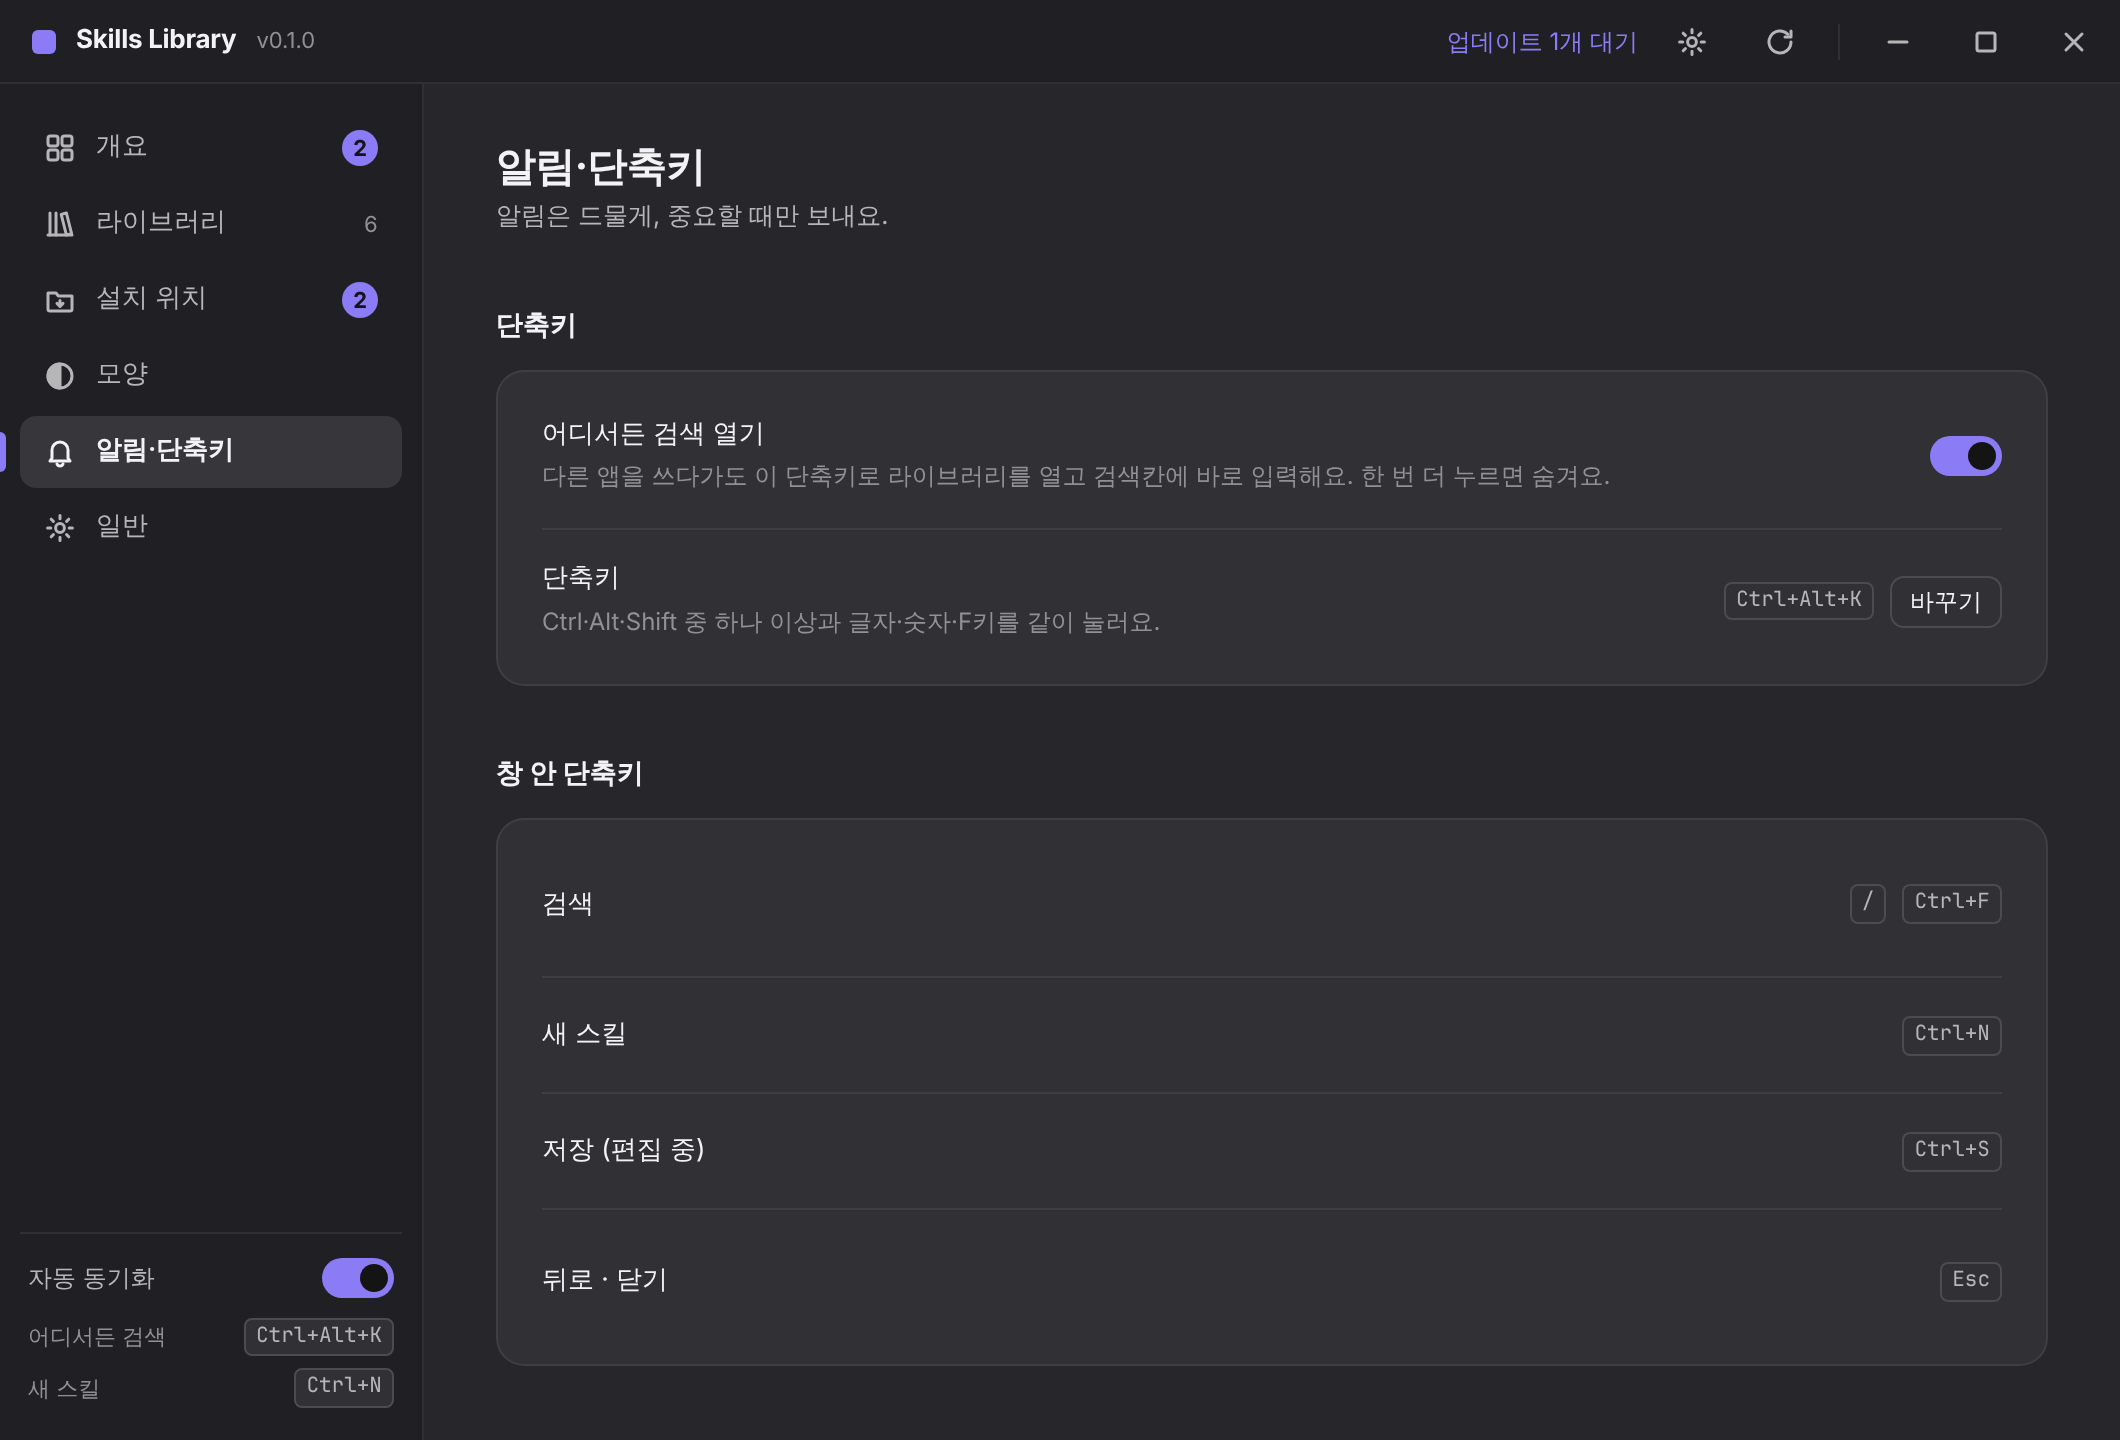 Skills Library v0.1.0
업데이트 1개 대기
개요 2
라이브러리 6
설치 위치 2
모양
알림·단축키
일반
자동 동기화
어디서든 검색 Ctrl+Alt+K
새 스킬 Ctrl+N
알림·단축키
알림은 드물게, 중요할 때만 보내요.
단축키
어디서든 검색 열기
다른 앱을 쓰다가도 이 단축키로 라이브러리를 열고 검색칸에 바로 입력해요. 한 번 더 누르면 숨겨요.
단축키
Ctrl·Alt·Shift 중 하나 이상과 글자·숫자·F키를 같이 눌러요.
Ctrl+Alt+K 바꾸기
창 안 단축키
검색 / Ctrl+F
새 스킬 Ctrl+N
저장 (편집 중) Ctrl+S
뒤로 · 닫기 Esc